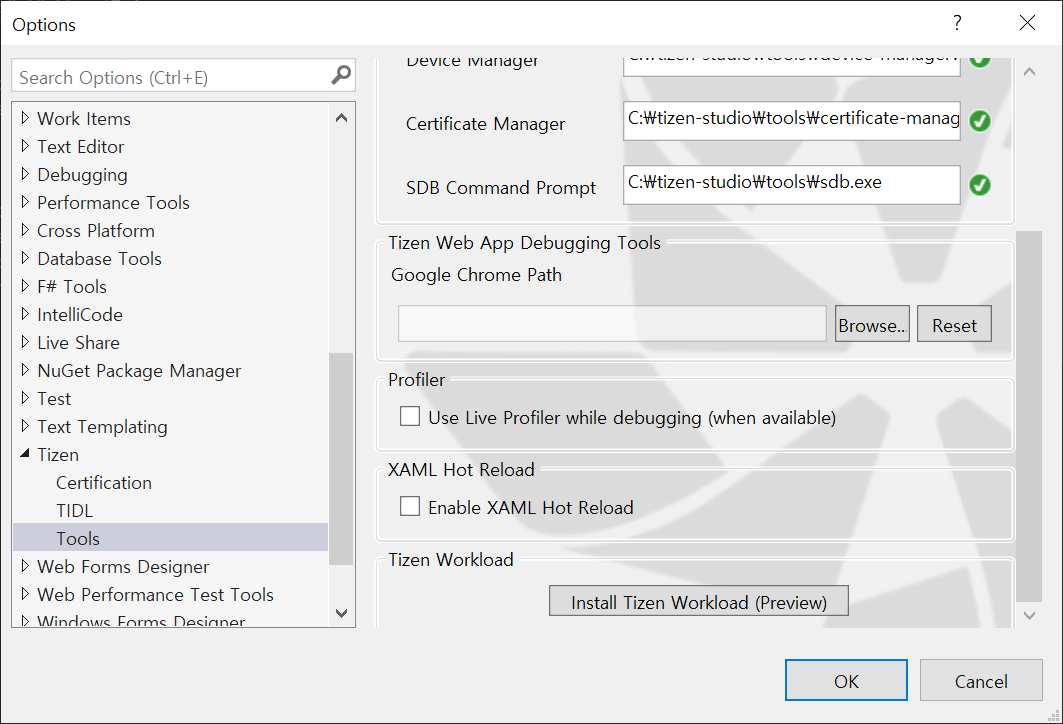 Options
?
Search Options (Ctrl+E)
Work Items
Text Editor
Debugging
Performance Tools
Cross Platform
Database Tools
F# Tools
IntelliCode
Live Share
NuGet Package Manager
Test
Text Templating
Tizen
Certification
TIDL
Tools
Web Forms Designer
Web Performance Test Tools
Windows Forms Designer
Device Manager
Certificate Manager C:₩tizen-studio₩tools₩certificate-manag
SDB Command Prompt C:₩tizen-studio₩tools₩sdb.exe
Tizen Web App Debugging Tools
Google Chrome Path
Browse... Reset
Profiler
Use Live Profiler while debugging (when available)
XAML Hot Reload
Enable XAML Hot Reload
Tizen Workload
Install Tizen Workload (Preview)
OK Cancel